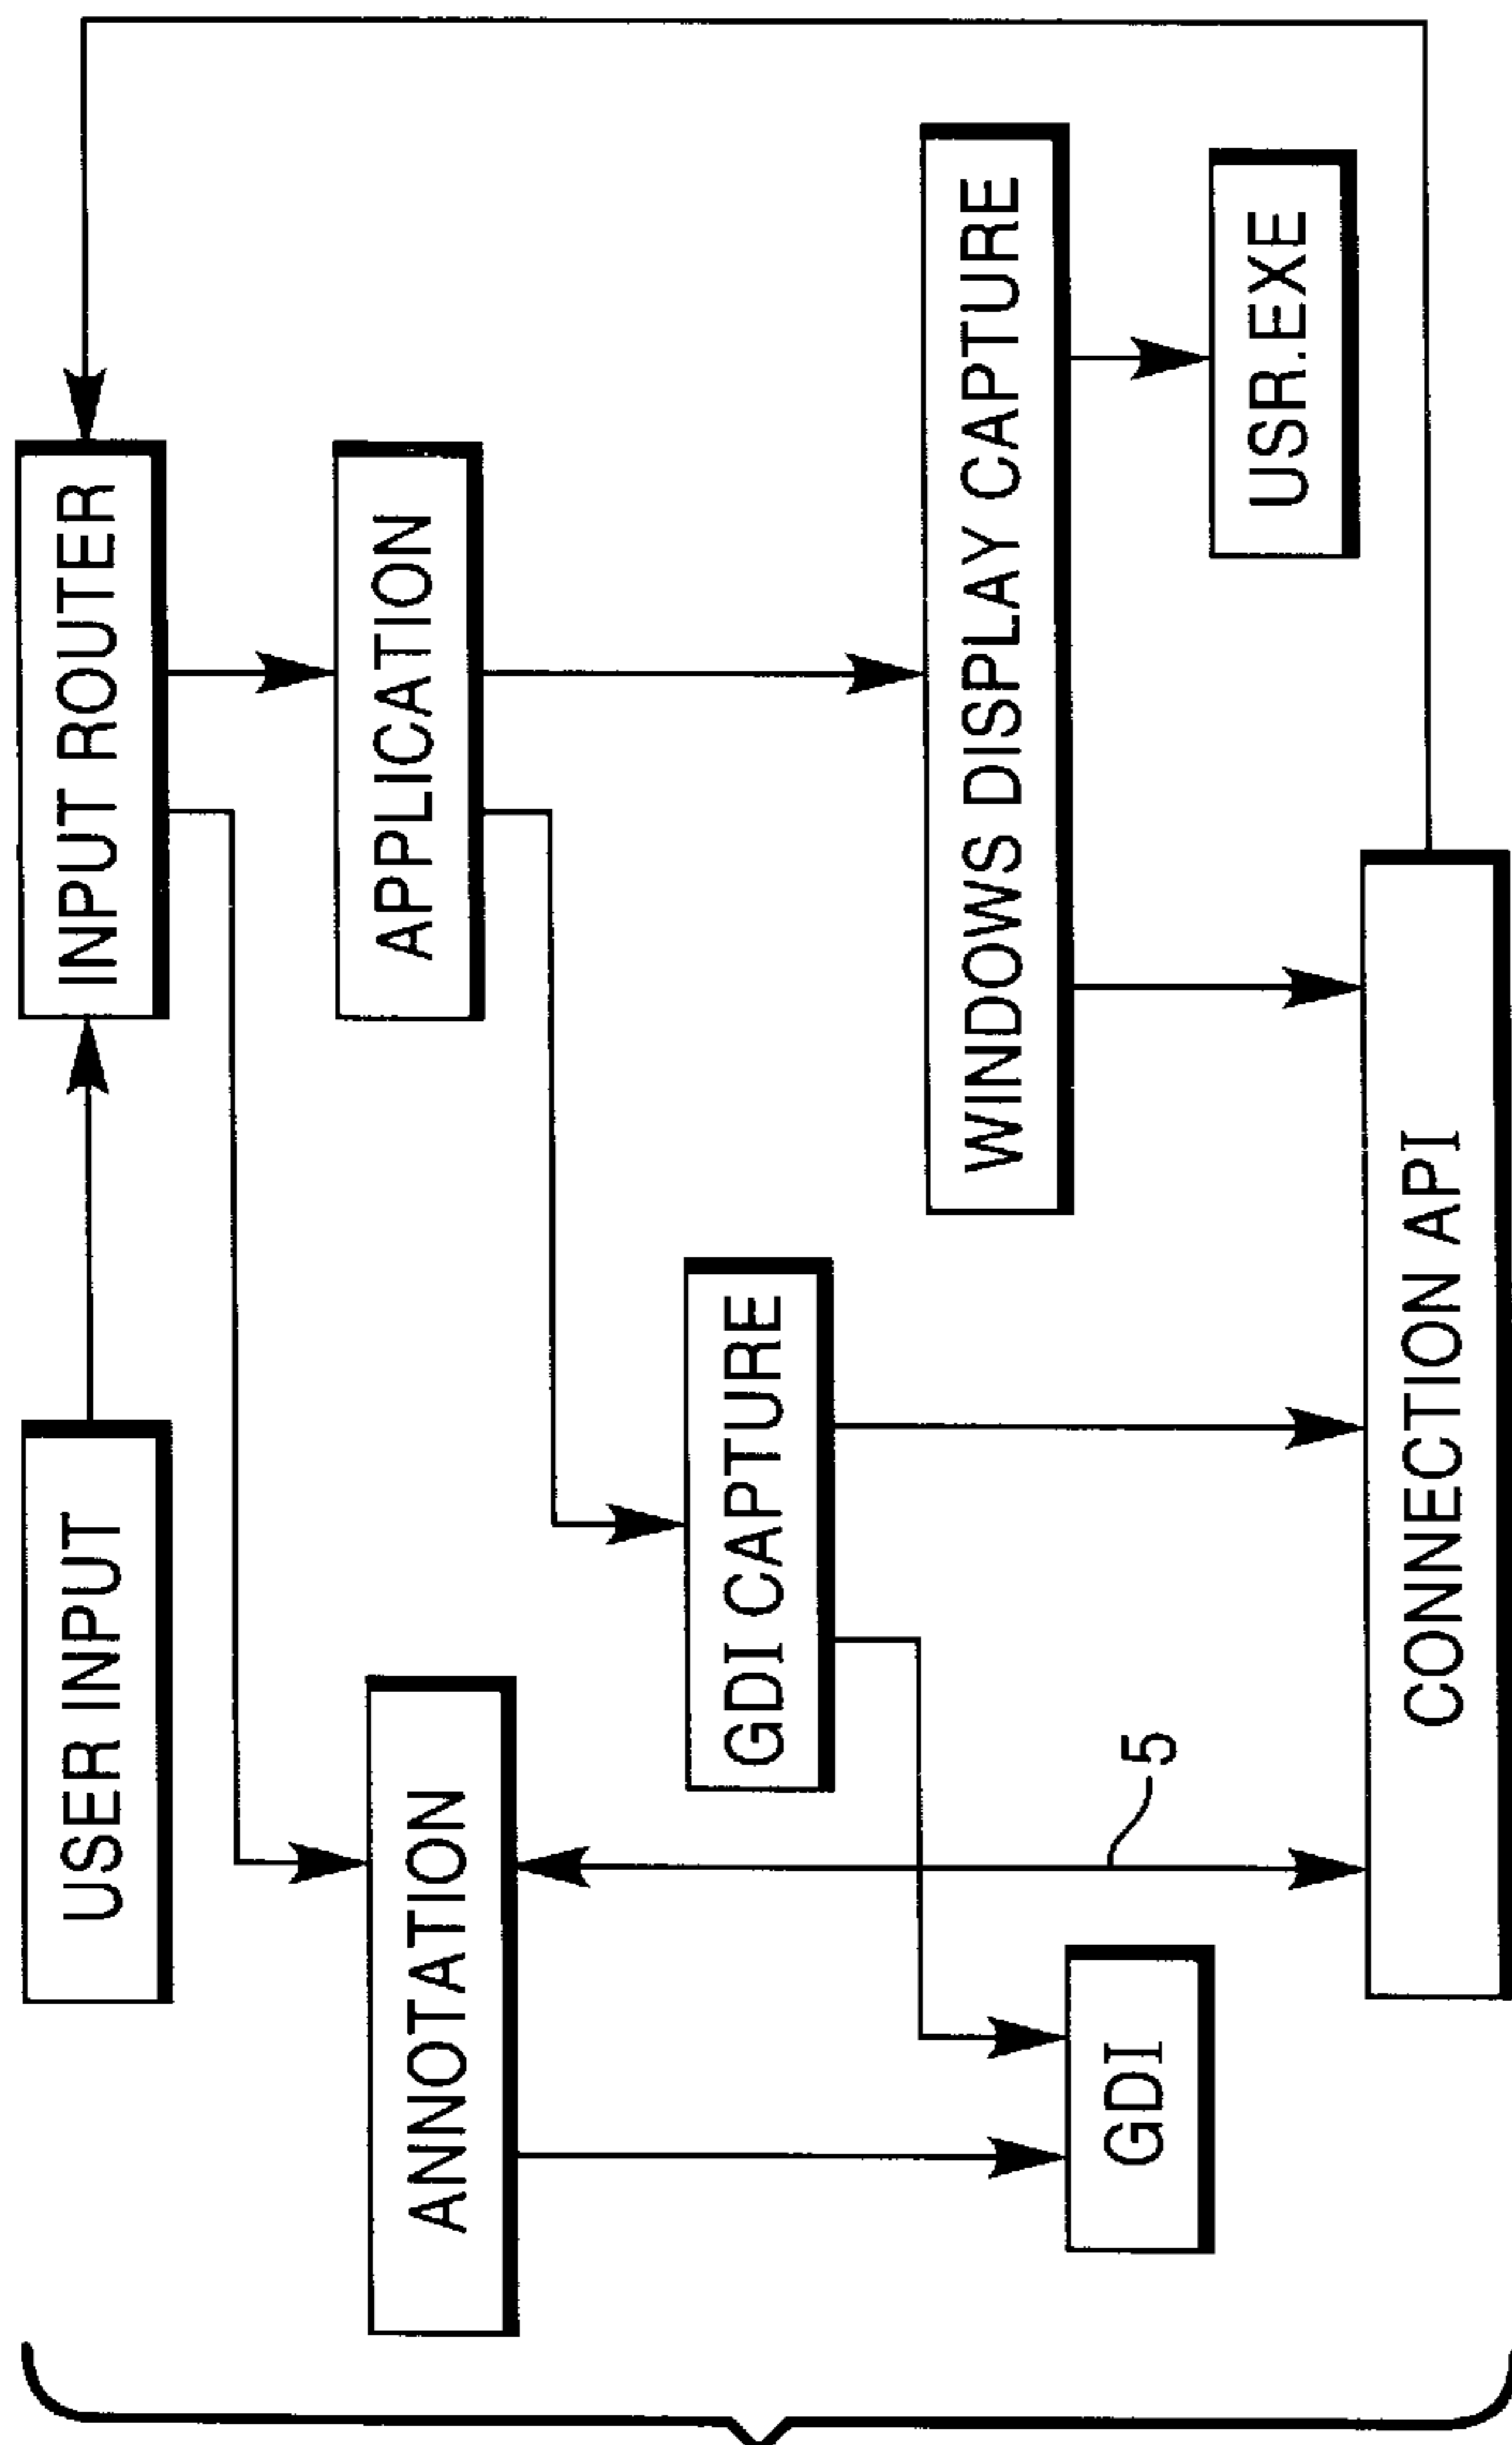 USER INPUT
INPUT ROUTER
ANNOTATION
APPLICATION
GDI CAPTURE
WINDOWS DISPLAY CAPTURE
5
GDI
USR.EXE
CONNECTION API